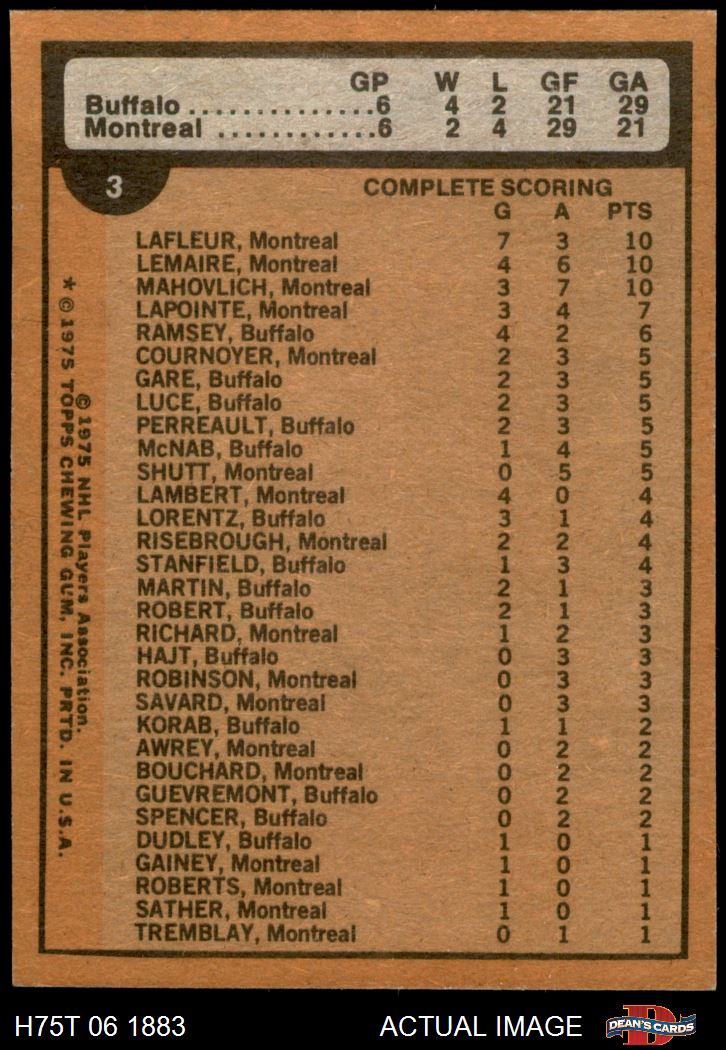 GP W L GF GA
Buffalo ..............6 4 2 21 29
Montreal ............6 2 4 29 21
3
COMPLETE SCORING
G A PTS
LAFLEUR, Montreal 7 3 10
LEMAIRE, Montreal 4 6 10
MAHOVLICH, Montreal 3 7 10
LAPOINTE, Montreal 3 4 7
RAMSEY, Buffalo 4 2 6
COURNOYER, Montreal 2 3 5
GARE, Buffalo 2 3 5
LUCE, Buffalo 2 3 5
PERREAULT, Buffalo 2 3 5
McNAB, Buffalo 1 4 5
SHUTT, Montreal 0 5 5
LAMBERT, Montreal 4 0 4
LORENTZ, Buffalo 3 1 4
RISEBROUGH, Montreal 2 2 4
STANFIELD, Buffalo 1 3 4
MARTIN, Buffalo 2 1 3
ROBERT, Buffalo 2 1 3
RICHARD, Montreal 1 2 3
HAJT, Buffalo 0 3 3
ROBINSON, Montreal 0 3 3
SAVARD, Montreal 0 3 3
KORAB, Buffalo 1 1 2
AWREY, Montreal 0 2 2
BOUCHARD, Montreal 0 2 2
GUEVREMONT, Buffalo 0 2 2
SPENCER, Buffalo 0 2 2
DUDLEY, Buffalo 1 0 1
GAINEY, Montreal 1 0 1
ROBERTS, Montreal 1 0 1
SATHER, Montreal 1 0 1
TREMBLAY, Montreal 0 1 1
©1975 NHL Players Association.
* ©1975 TOPPS CHEWING GUM, INC. PRTD. IN U.S.A.
H75T 06 1883
ACTUAL IMAGE
D
DEAN'S CARDS